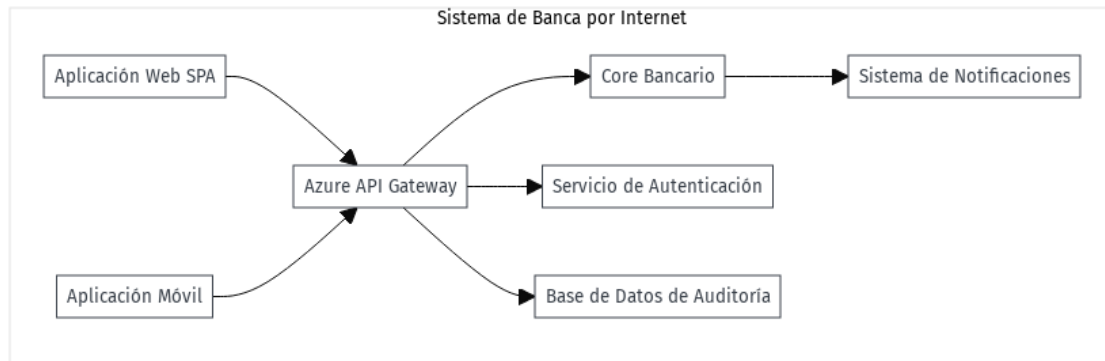 Sistema de Banca por Internet
Aplicación Web SPA
Core Bancario
Sistema de Notificaciones
Azure API Gateway
Servicio de Autenticación
Aplicación Móvil
Base de Datos de Auditoría